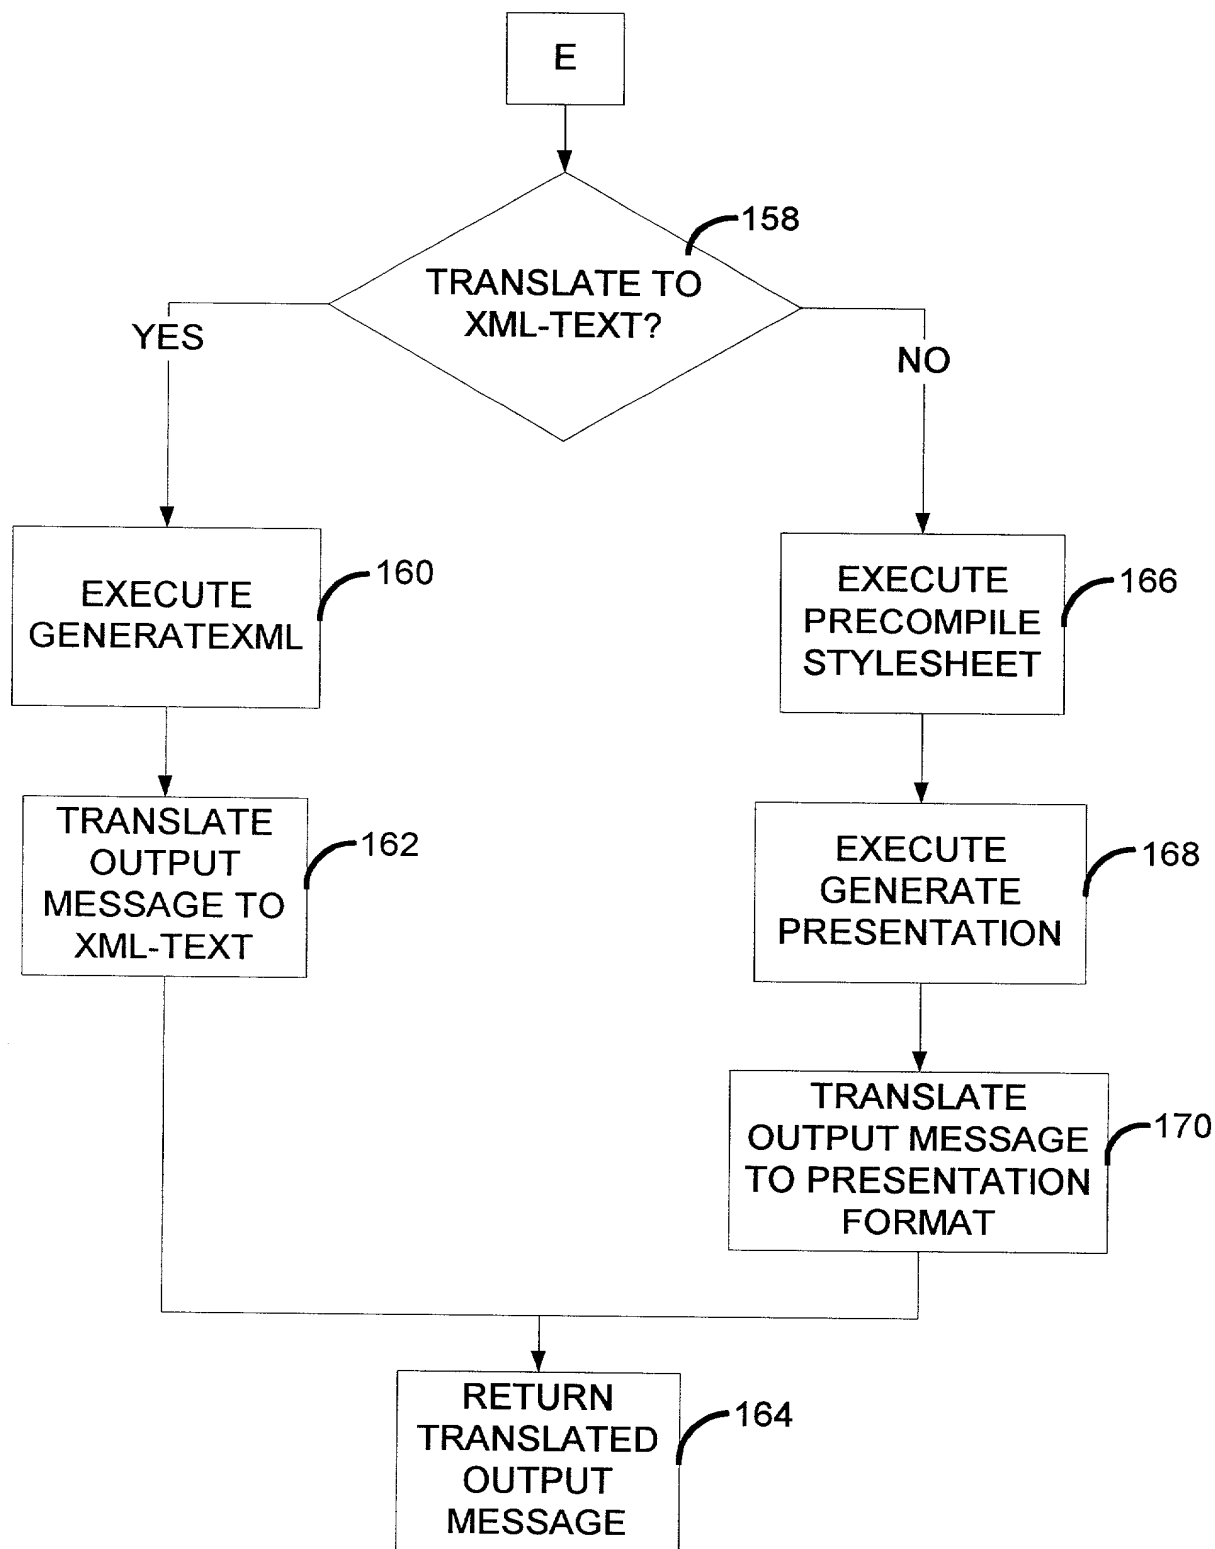 E
158
TRANSLATE TO
XML-TEXT?
YES
NO
EXECUTE
GENERATEXML
160
EXECUTE
PRECOMPILE
STYLESHEET
166
TRANSLATE
OUTPUT
MESSAGE TO
XML-TEXT
162
EXECUTE
GENERATE
PRESENTATION
168
TRANSLATE
OUTPUT MESSAGE
TO PRESENTATION
FORMAT
170
RETURN
TRANSLATED
OUTPUT
MESSAGE
164